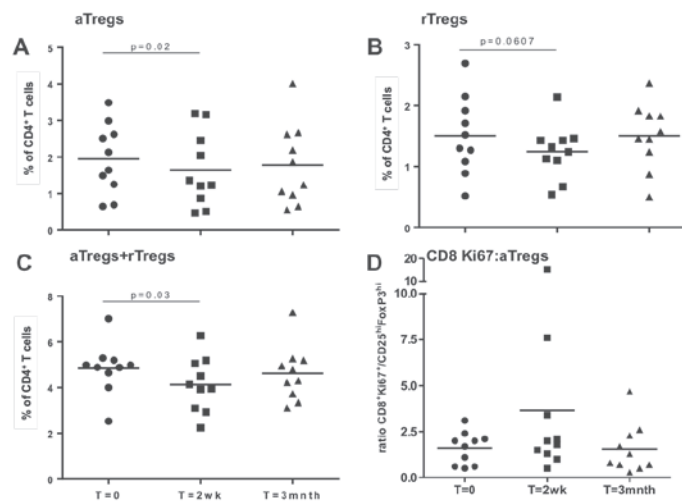 aTregs
A
p=0.02
% of CD4⁺ T cells
5
4
3
2
1
0
rTregs
B
p=0.0607
% of CD4⁺ T cells
3
2
1
0
C
aTregs+rTregs
p=0.03
% of CD4⁺ T cells
8
6
4
2
0
T=0
T=2wk
T=3mnth
D
CD8 Ki67:aTregs
ratio CD8⁺Ki67⁺/CD25ʰⁱFoxP3ʰⁱ
20
10.0
7.5
5.0
2.5
0.0
T=0
T=2wk
T=3mnth